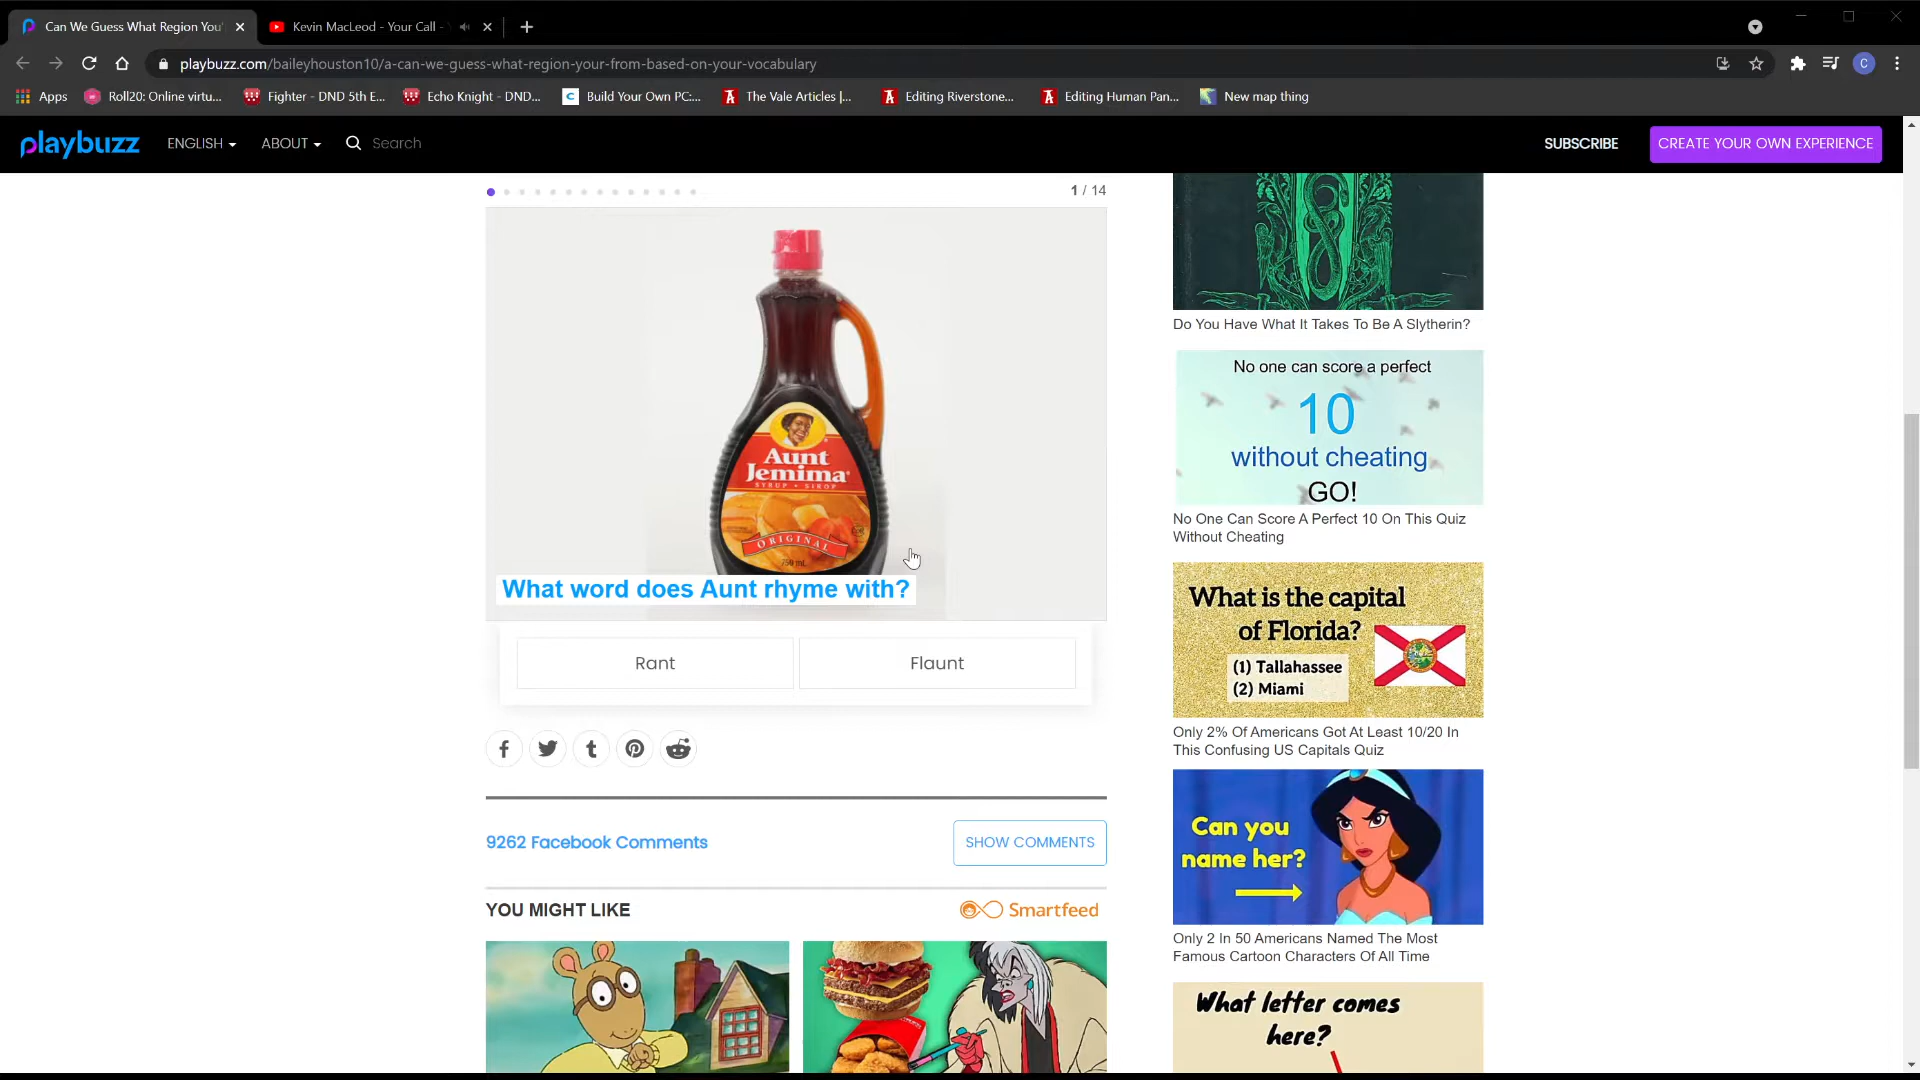 Can We Guess What Region You'
Kevin MacLeod - Your Call -
playbuzz.com/baileyhouston10/a-can-we-guess-what-region-your-from-based-on-your-vocabulary
C
Apps
Roll20: Online virtu...
Fighter - DND 5th E...
Echo Knight - DND...
C
Build Your Own PC:...
The Vale Articles |...
Editing Riverstone...
Editing Human Pan...
New map thing
playbuzz
ENGLISH
ABOUT
Search
SUBSCRIBE
CREATE YOUR OWN EXPERIENCE
1 / 14
Aunt
Jemima
SYRUP • SIROP
ORIGINAL
750 mL
What word does Aunt rhyme with?
Rant
Flaunt
9262 Facebook Comments
SHOW COMMENTS
YOU MIGHT LIKE
Smartfeed
Do You Have What It Takes To Be A Slytherin?
No one can score a perfect
10
without cheating
GO!
No One Can Score A Perfect 10 On This Quiz
Without Cheating
What is the capital
of Florida?
(1) Tallahassee
(2) Miami
Only 2% Of Americans Got At Least 10/20 In
This Confusing US Capitals Quiz
Can you
name her?
Only 2 In 50 Americans Named The Most
Famous Cartoon Characters Of All Time
What letter comes
here?